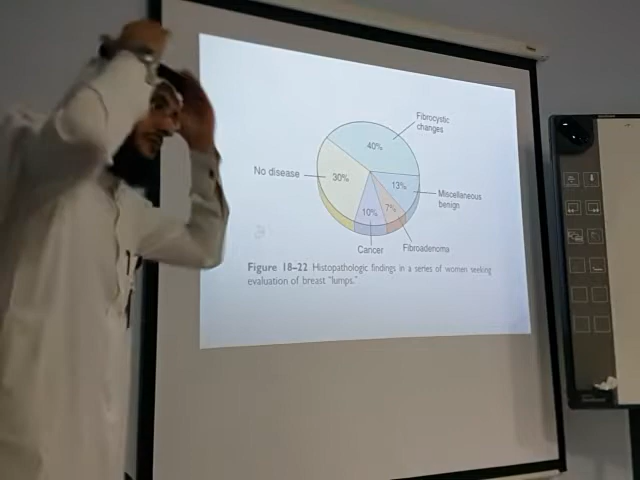 Fibrocystic
changes
40%
No disease
30%
13%
Miscellaneous
benign
10%
7%
Cancer
Fibroadenoma
Figure 18–22 Histopathologic findings in a series of women seeking
evaluation of breast "lumps."